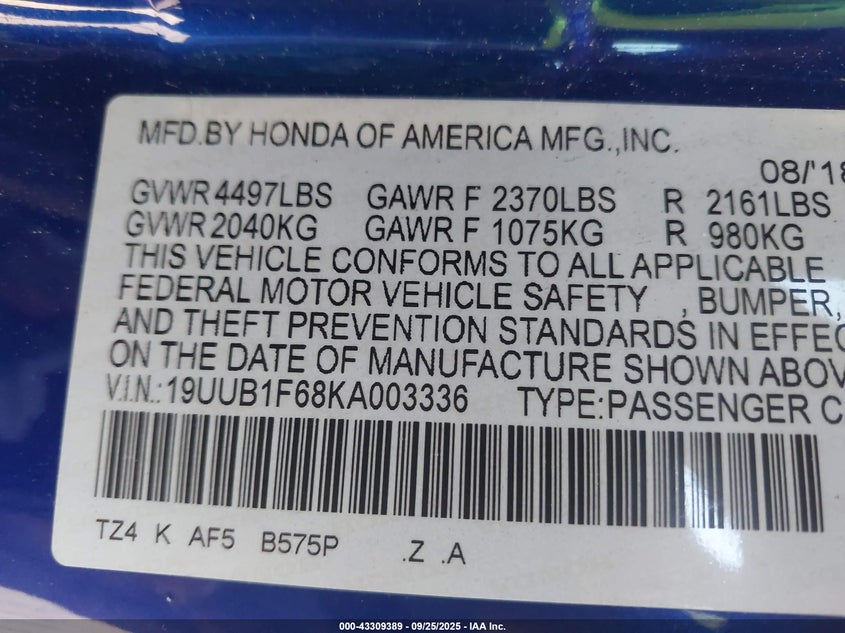 MFD.BY HONDA OF AMERICA MFG.,INC.
08/'18
GVWR 4497LBS GAWR F 2370LBS R 2161LBS
GVWR 2040KG GAWR F 1075KG R 980KG
THIS VEHICLE CONFORMS TO ALL APPLICABLE
FEDERAL MOTOR VEHICLE SAFETY , BUMPER,
AND THEFT PREVENTION STANDARDS IN EFFEC
ON THE DATE OF MANUFACTURE SHOWN ABOV
V.I.N.:19UUB1F68KA003336 TYPE:PASSENGER C
TZ4 K AF5 B575P .Z .A
000-43309389 - 09/25/2025 - IAA Inc.